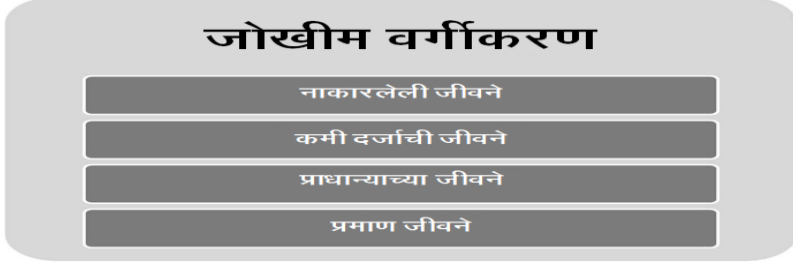 जोखीम वर्गीकरण
नाकारलेली जीवने
कमी दर्जाची जीवने
प्राधान्याच्या जीवने
प्रमाण जीवने